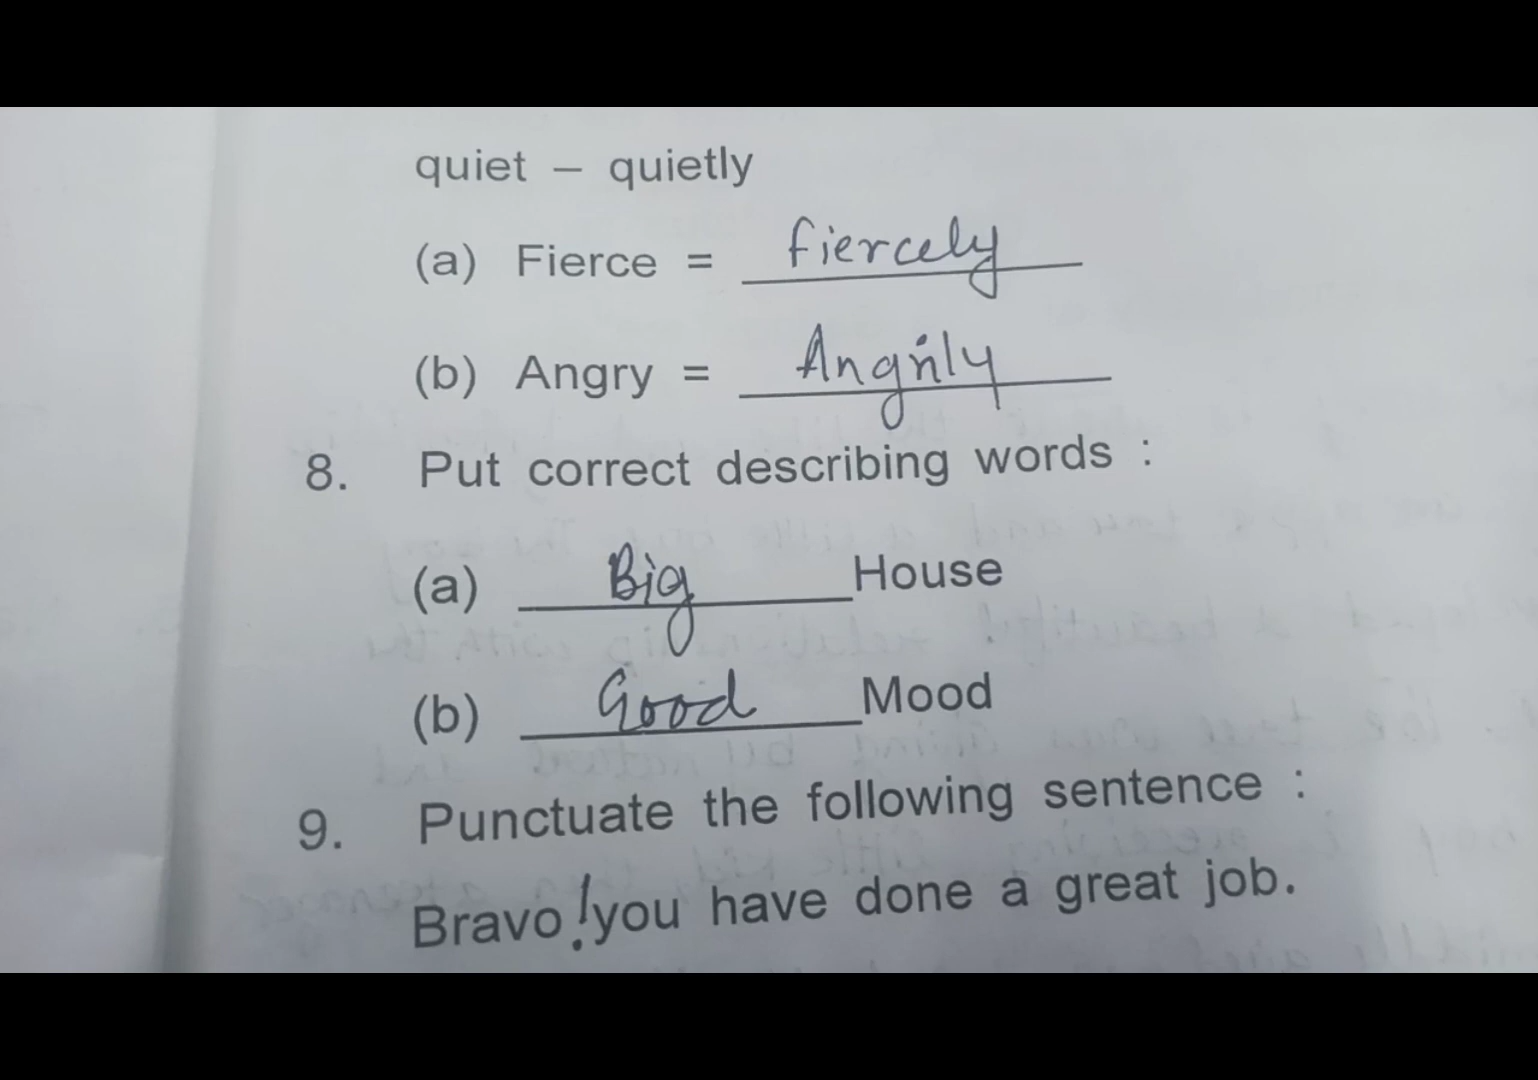 quiet – quietly
(a) Fierce = fiercely
(b) Angry = Angrily
8. Put correct describing words :
(a) Big House
(b) Good Mood
9. Punctuate the following sentence :
Bravo!you have done a great job.